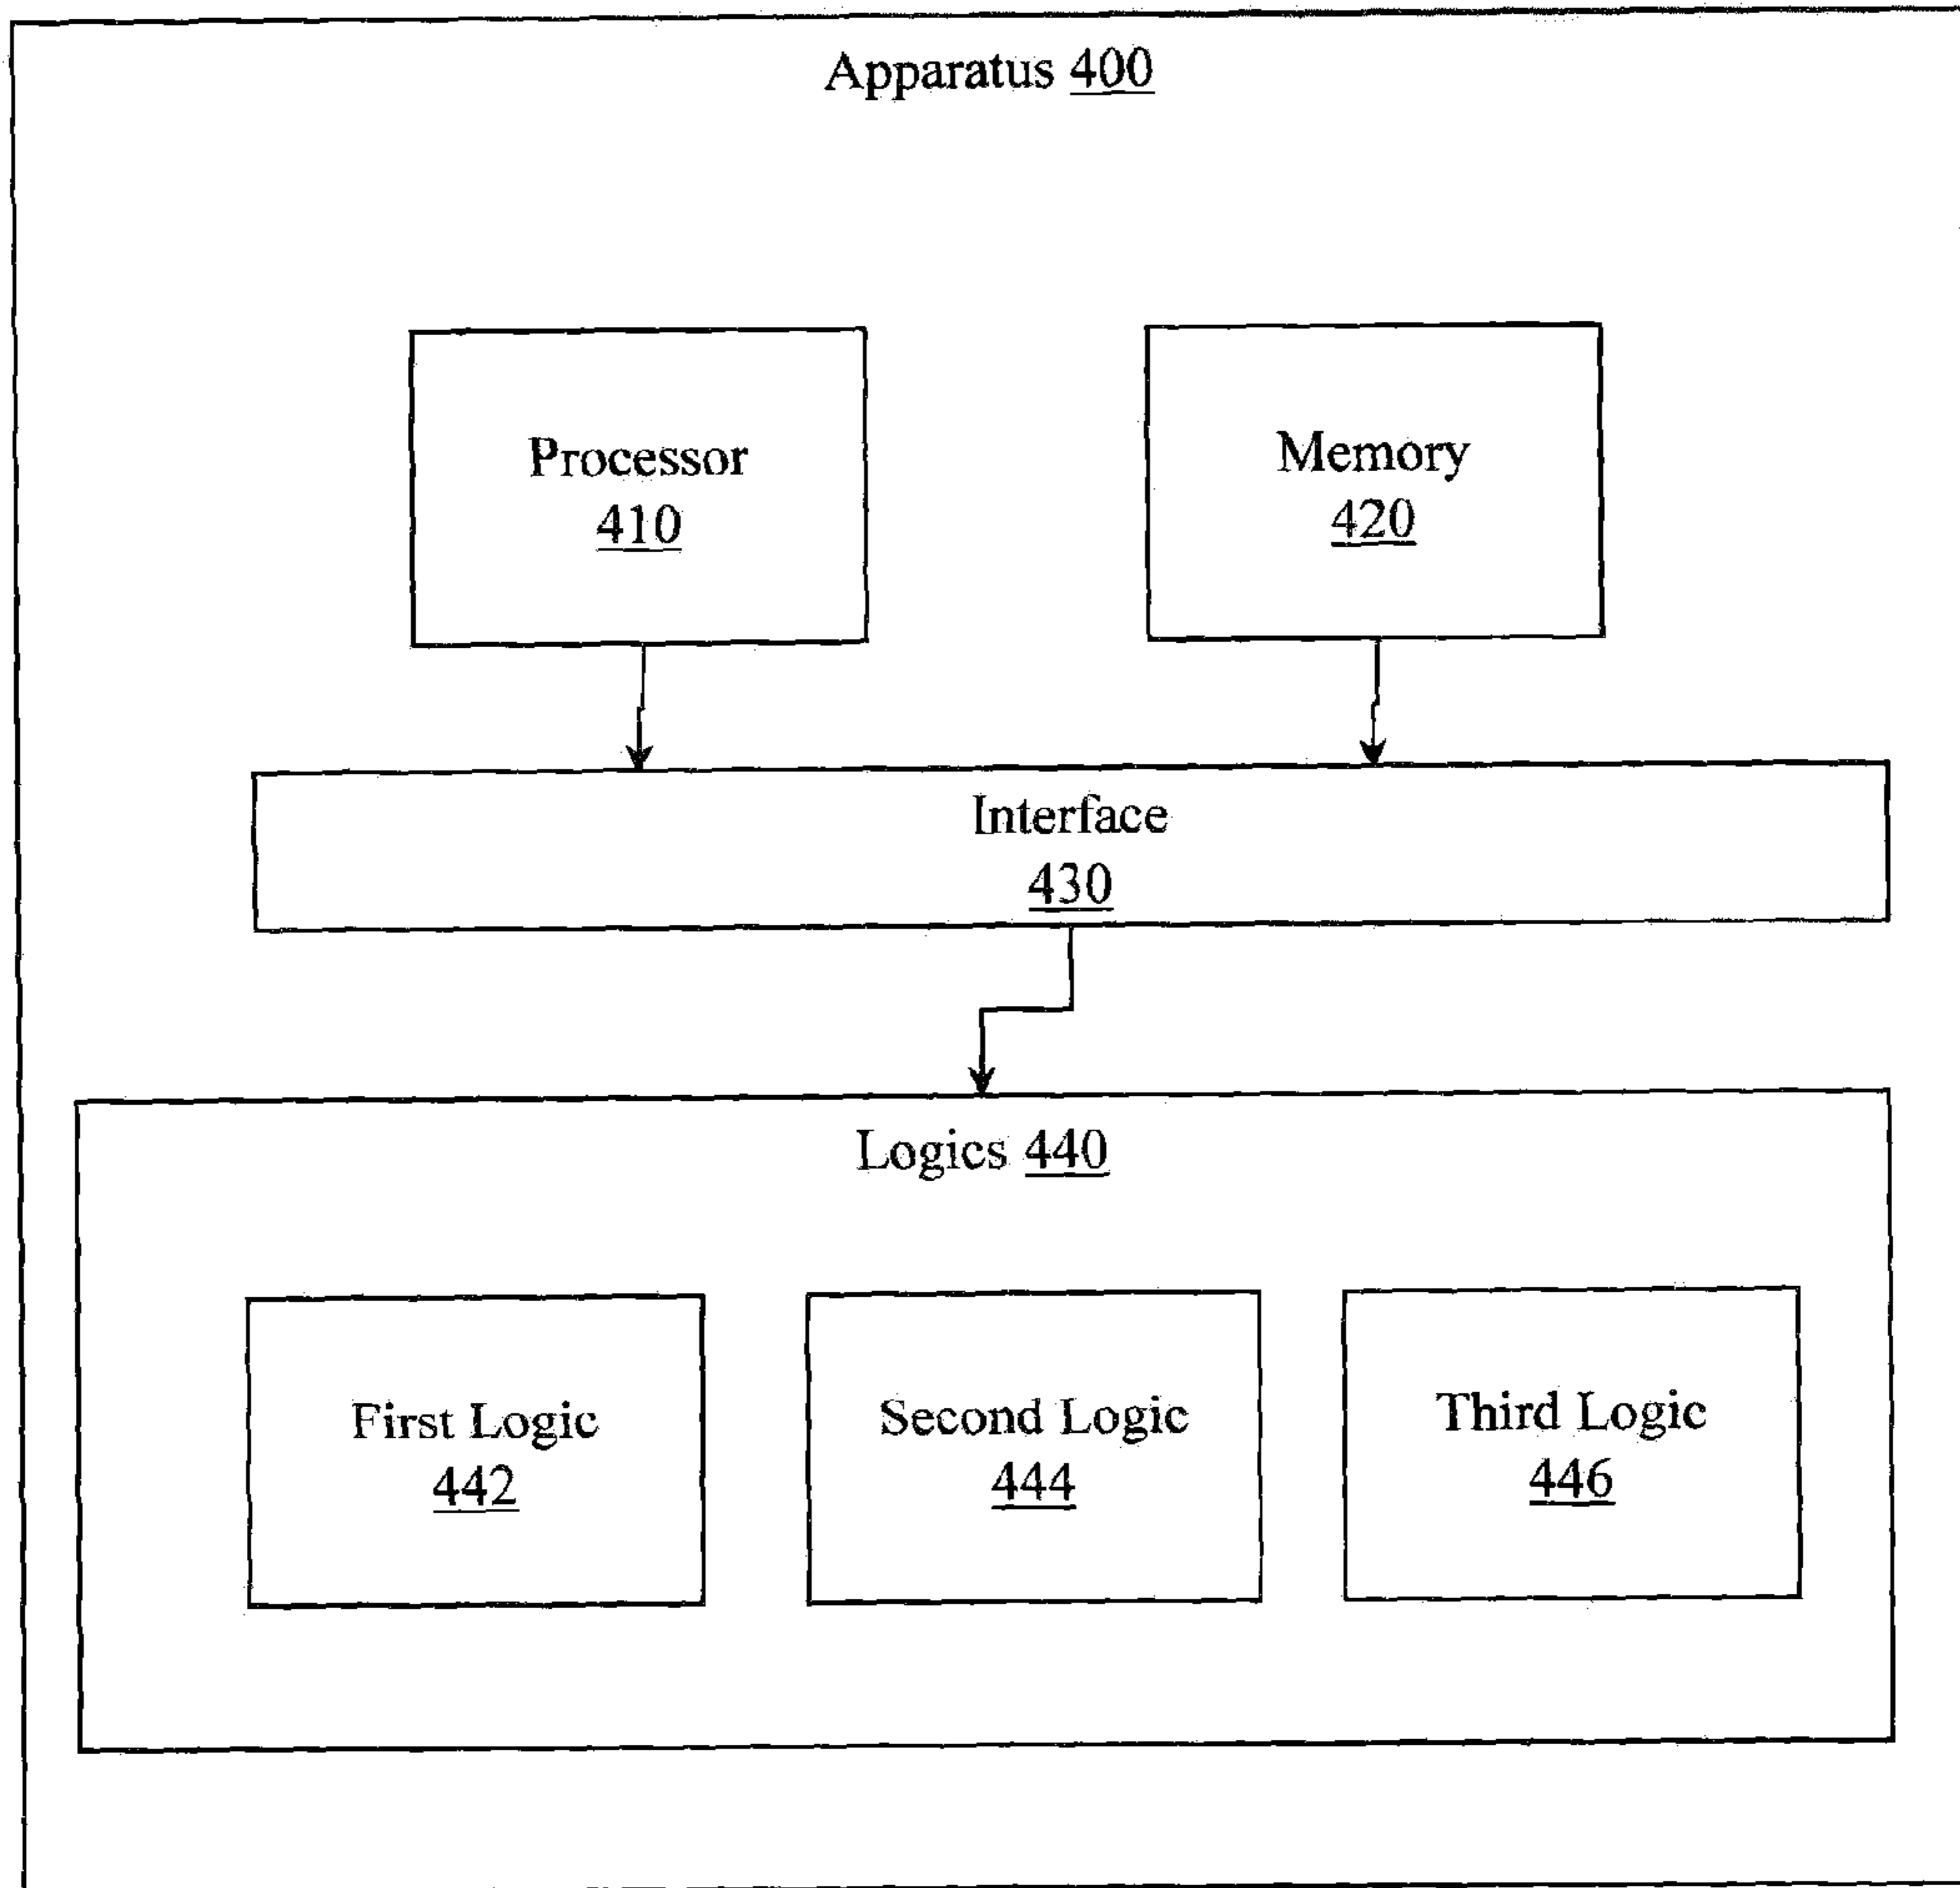 Apparatus 400
Processor
410
Memory
420
Interface
430
Logics 440
First Logic
442
Second Logic
444
Third Logic
446